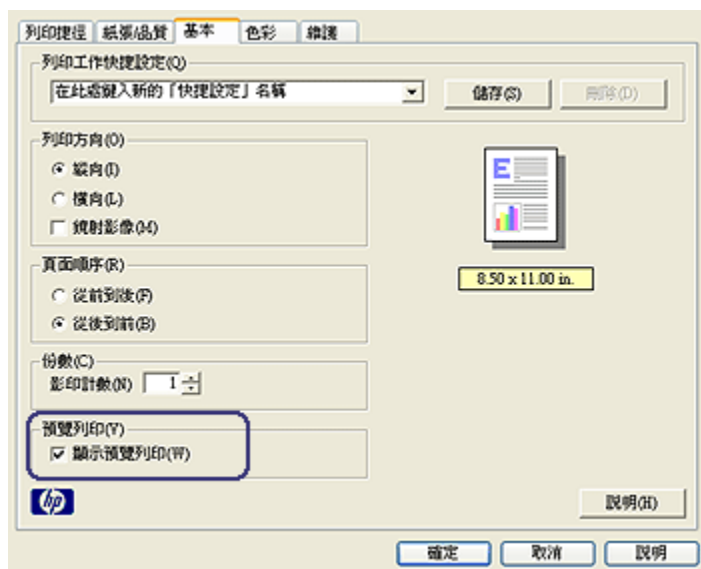 列印捷徑 紙張/品質 基本 色彩 維護
列印工作快捷設定(Q)
在此處鍵入新的「快捷設定」名稱
儲存(S) 刪除(D)
列印方向(O)
縱向(I)
橫向(L)
鏡射影像(M)
E
8.50 x 11.00 in.
頁面順序(R)
從前到後(F)
從後到前(B)
份數(C)
影印計數(N) 1
預覽列印(Y)
顯示預覽列印(W)
hp
說明(H)
確定 取消 說明